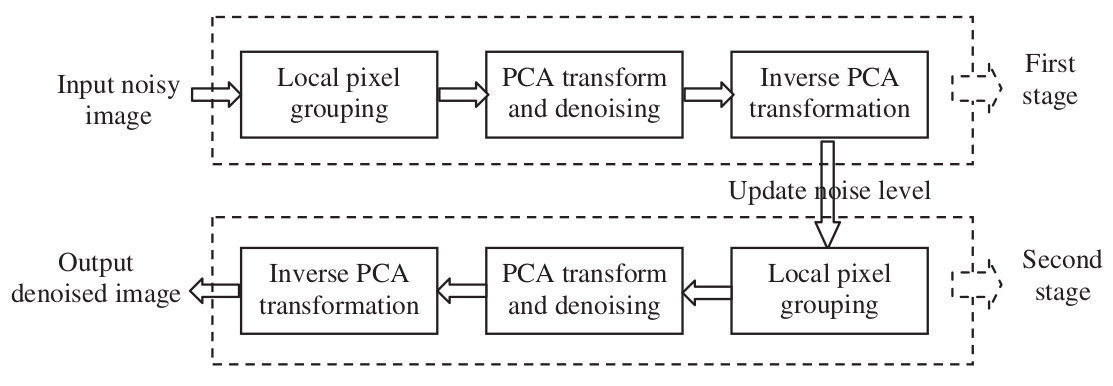 Input noisy
image
Local pixel
grouping
PCA transform
and denoising
Inverse PCA
transformation
First
stage
Update noise level
Output
denoised image
Inverse PCA
transformation
PCA transform
and denoising
Local pixel
grouping
Second
stage